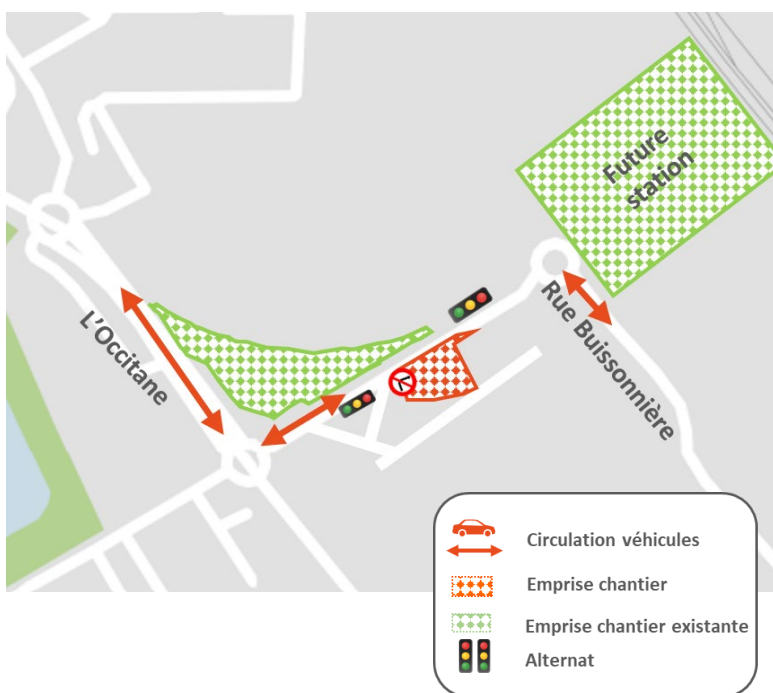 Future
station
L'Occitane
Rue Buissonnière
Circulation véhicules
Emprise chantier
Emprise chantier existante
Alternat